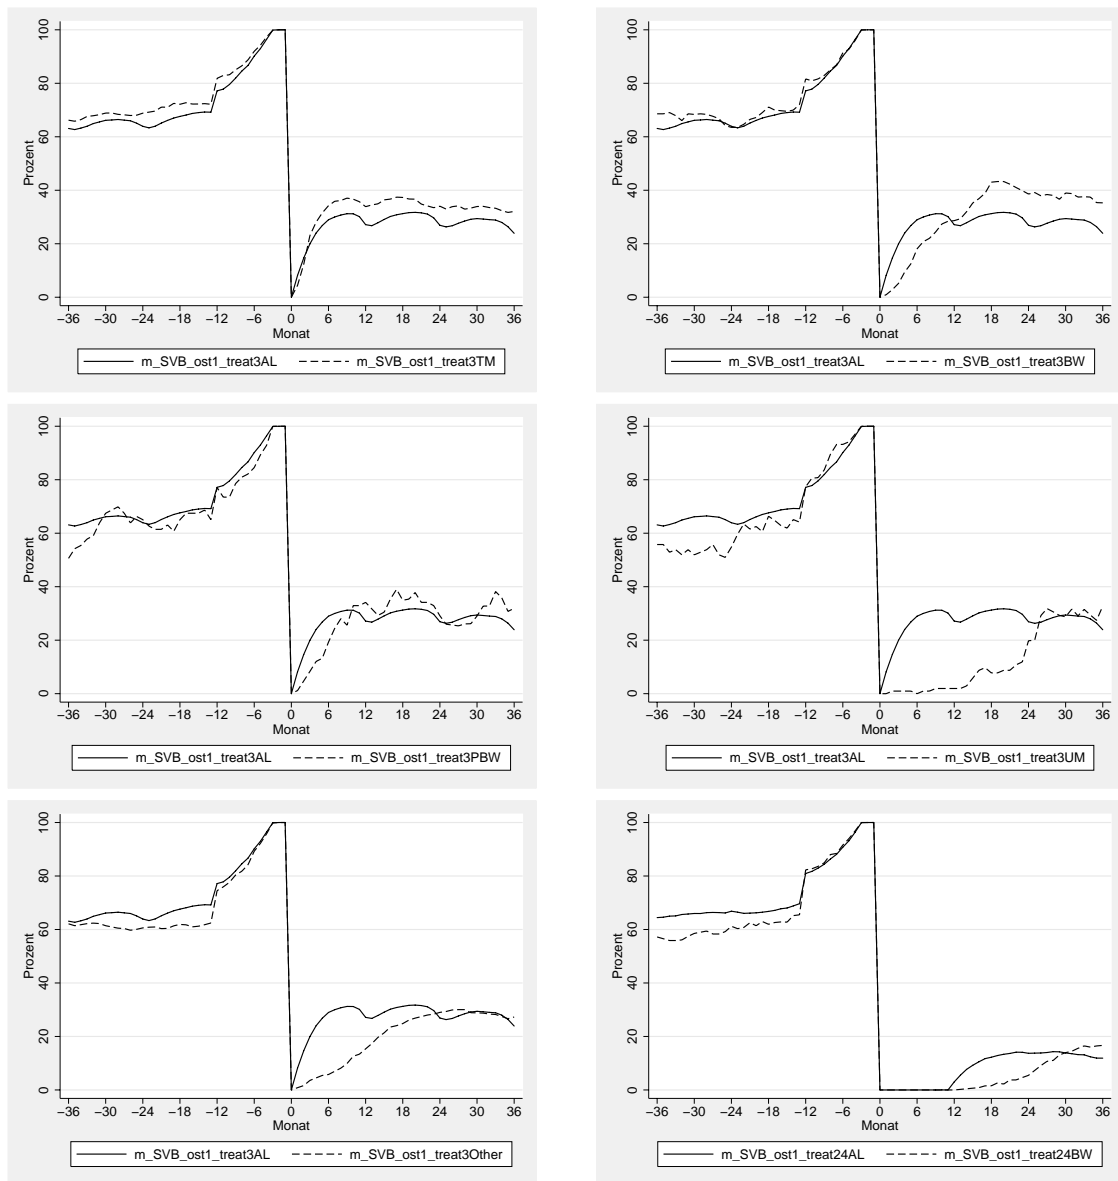 Prozent
0 20 40 60 80 100
−36 −30 −24 −18 −12 −6 0 6 12 18 24 30 36
Monat
m_SVB_ost1_treat3AL m_SVB_ost1_treat3TM
Prozent
0 20 40 60 80 100
−36 −30 −24 −18 −12 −6 0 6 12 18 24 30 36
Monat
m_SVB_ost1_treat3AL m_SVB_ost1_treat3BW
Prozent
0 20 40 60 80 100
−36 −30 −24 −18 −12 −6 0 6 12 18 24 30 36
Monat
m_SVB_ost1_treat3AL m_SVB_ost1_treat3PBW
Prozent
0 20 40 60 80 100
−36 −30 −24 −18 −12 −6 0 6 12 18 24 30 36
Monat
m_SVB_ost1_treat3AL m_SVB_ost1_treat3UM
Prozent
0 20 40 60 80 100
−36 −30 −24 −18 −12 −6 0 6 12 18 24 30 36
Monat
m_SVB_ost1_treat3AL m_SVB_ost1_treat3Other
Prozent
0 20 40 60 80 100
−36 −30 −24 −18 −12 −6 0 6 12 18 24 30 36
Monat
m_SVB_ost1_treat24AL m_SVB_ost1_treat24BW